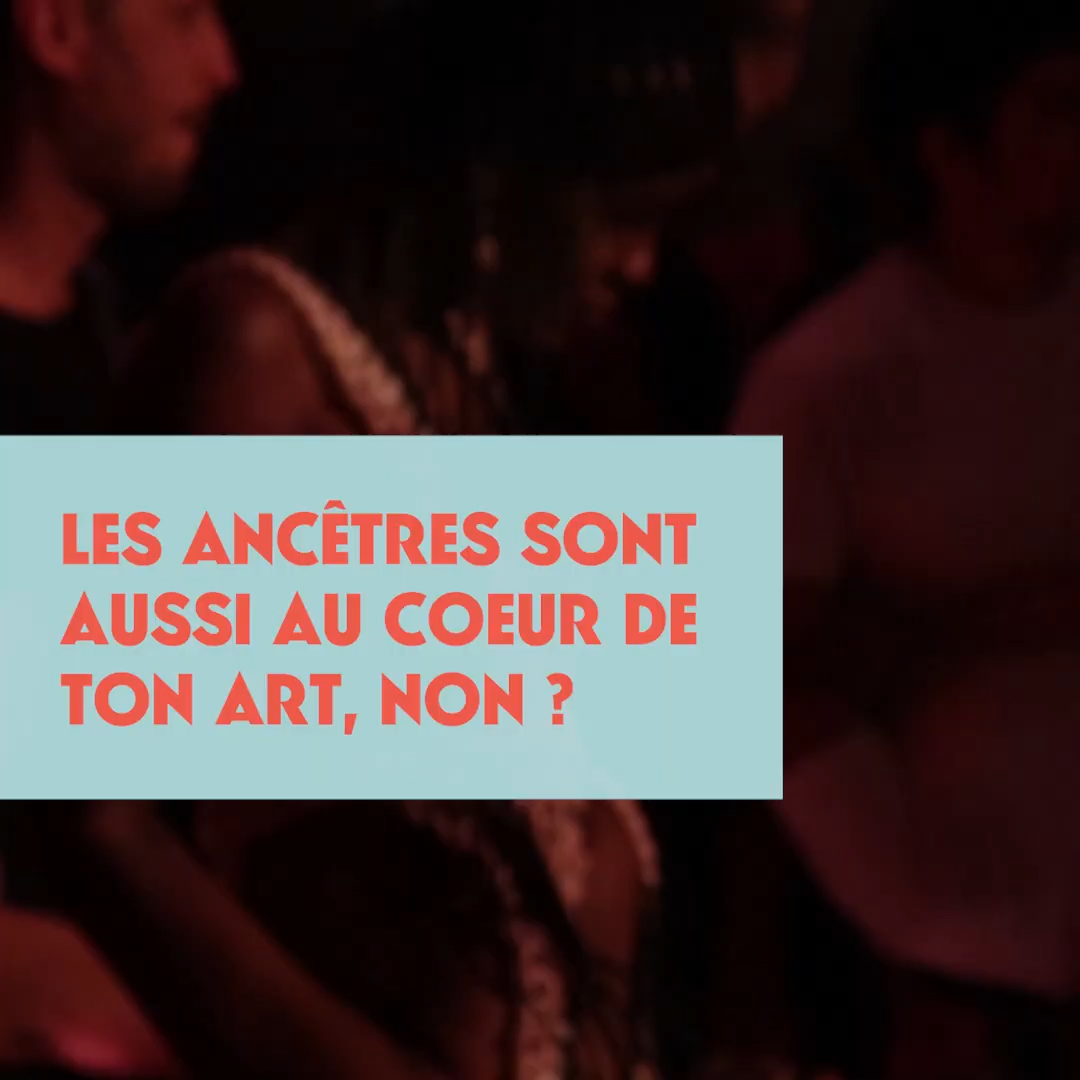 LES ANCÊTRES SONT
AUSSI AU COEUR DE
TON ART, NON ?